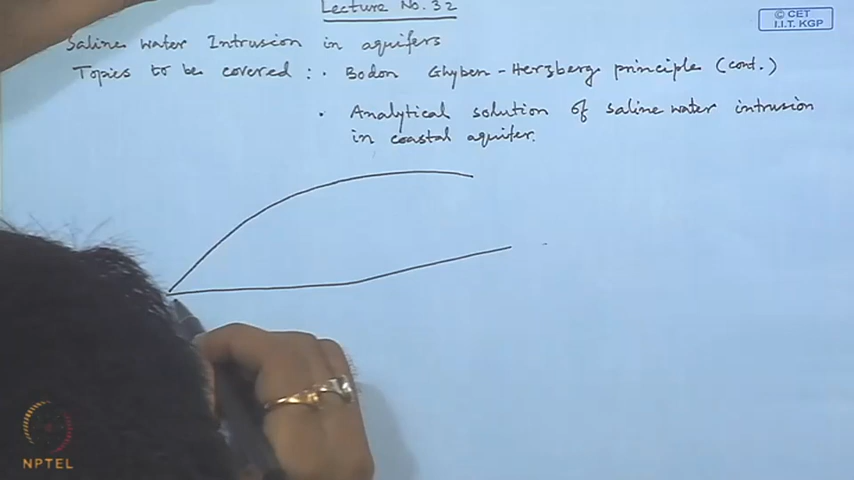 Lecture No. 32
© CET
I.I.T. KGP
Saline water Intrusion in aquifers
Topics to be covered : • Bodon Ghyben - Herzberg principle (cont.)
• Analytical solution of saline water intrusion
in coastal aquifer.
NPTEL